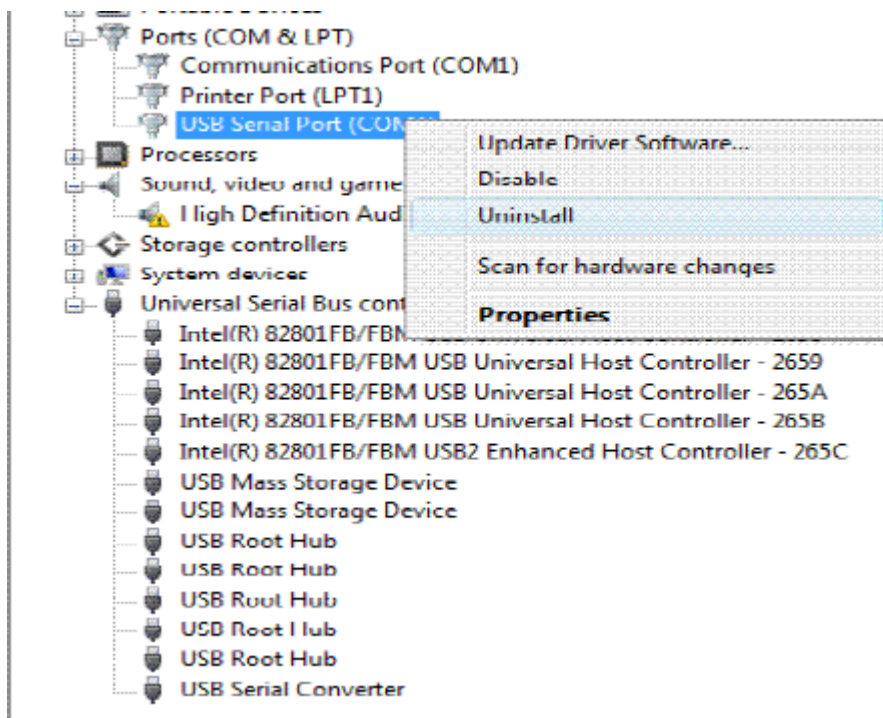 Ports (COM & LPT)
Communications Port (COM1)
Printer Port (LPT1)
USB Serial Port
Update Driver Software...
Processors
Disable
Sound, video and game
High Definition Aud
Uninstall
Storage controllers
Scan for hardware changes
System devices
Universal Serial Bus cont
Properties
Intel(R) 82801FB/FBM
Intel(R) 82801FB/FBM USB Universal Host Controller - 2659
Intel(R) 82801FB/FBM USB Universal Host Controller - 265A
Intel(R) 82801FB/FBM USB Universal Host Controller - 265B
Intel(R) 82801FB/FBM USB2 Enhanced Host Controller - 265C
USB Mass Storage Device
USB Mass Storage Device
USB Root Hub
USB Root Hub
USB Root Hub
USB Root Hub
USB Root Hub
USB Serial Converter